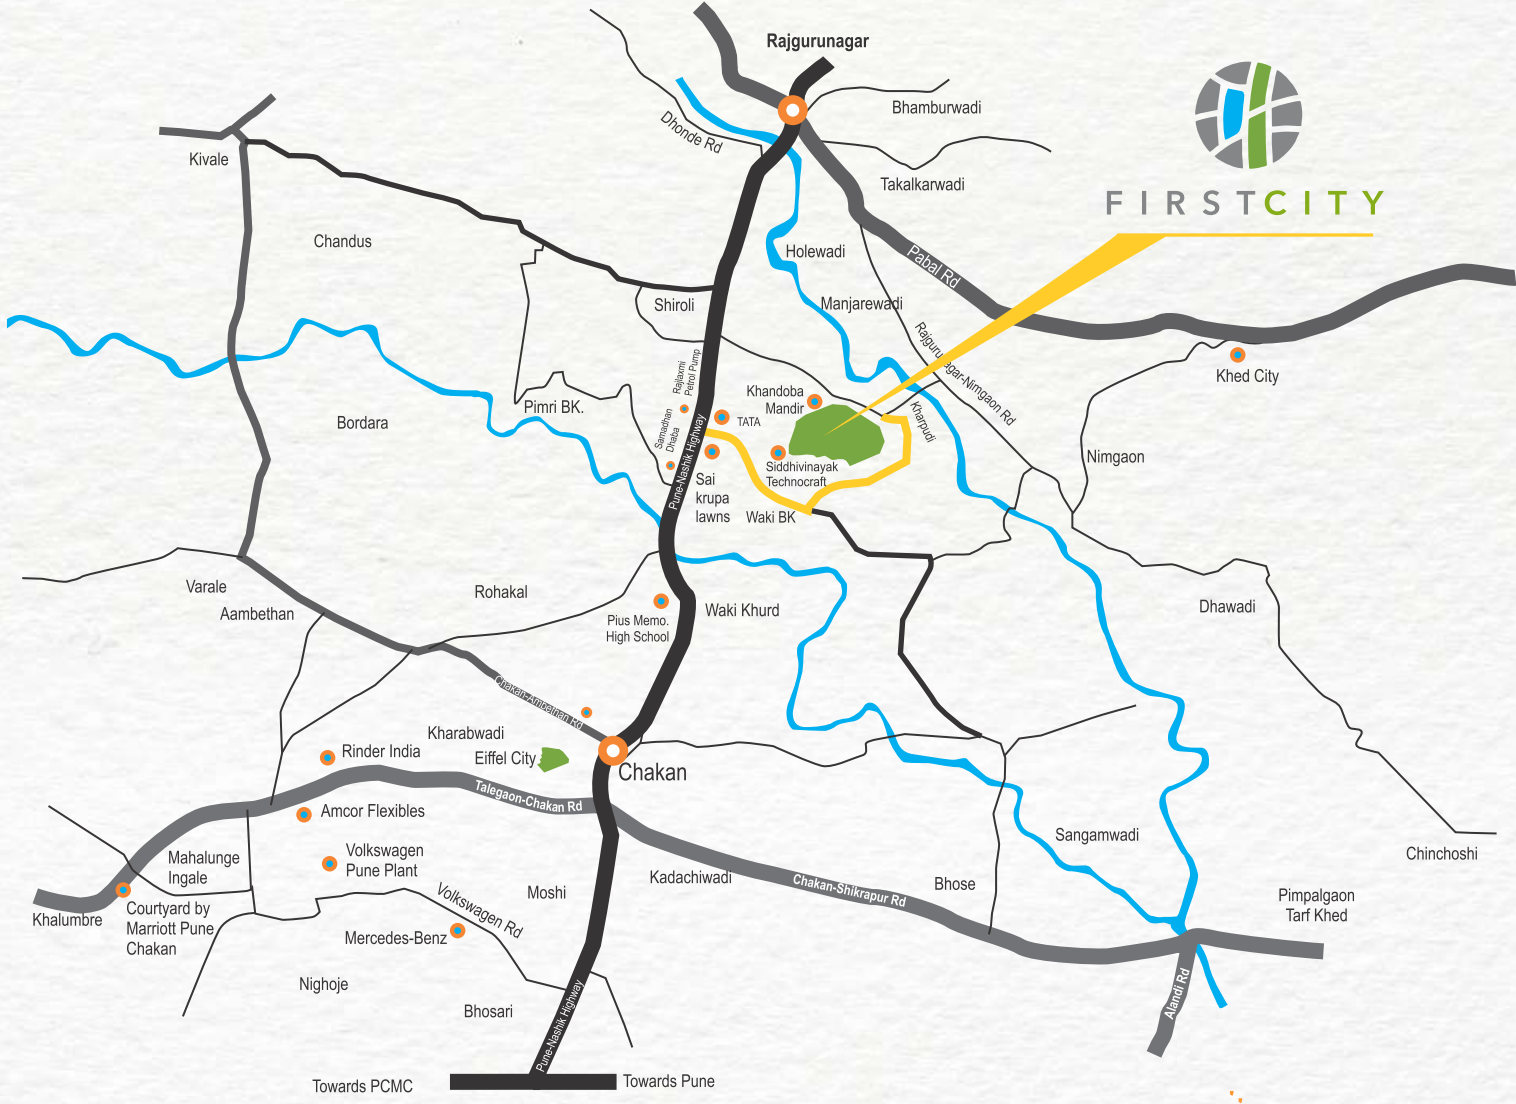 Rajgurunagar
Bhamburwadi
Dhonde Rd
Kivale
Takalkarwadi
FIRSTCITY
Chandus
Holewadi
Pabal Rd
Shiroli
Manjarewadi
Rajgurunagar-Nimgaon Rd
Rajlaxmi
Petrol Pump
Khed City
Khandoba
Mandir
Pimri BK.
TATA
Kharpudi
Bordara
Samadhan
Dhaba
Pune-Nashik Highway
Nimgaon
Siddhivinayak
Technocraft
Sai
krupa
lawns
Waki BK
Varale
Rohakal
Aambethan
Pius Memo.
High School
Waki Khurd
Dhawadi
Chakan-Ambethan Rd
Kharabwadi
Rinder India
Eiffel City
Chakan
Talegaon-Chakan Rd
Amcor Flexibles
Sangamwadi
Volkswagen
Pune Plant
Mahalunge
Ingale
Chinchoshi
Kadachiwadi
Chakan-Shikrapur Rd
Bhose
Moshi
Volkswagen Rd
Pimpalgaon
Tarf Khed
Khalumbre
Courtyard by
Marriott Pune
Chakan
Mercedes-Benz
Nighoje
Alandi Rd
Bhosari
Pune-Nashik Highway
Towards PCMC
Towards Pune